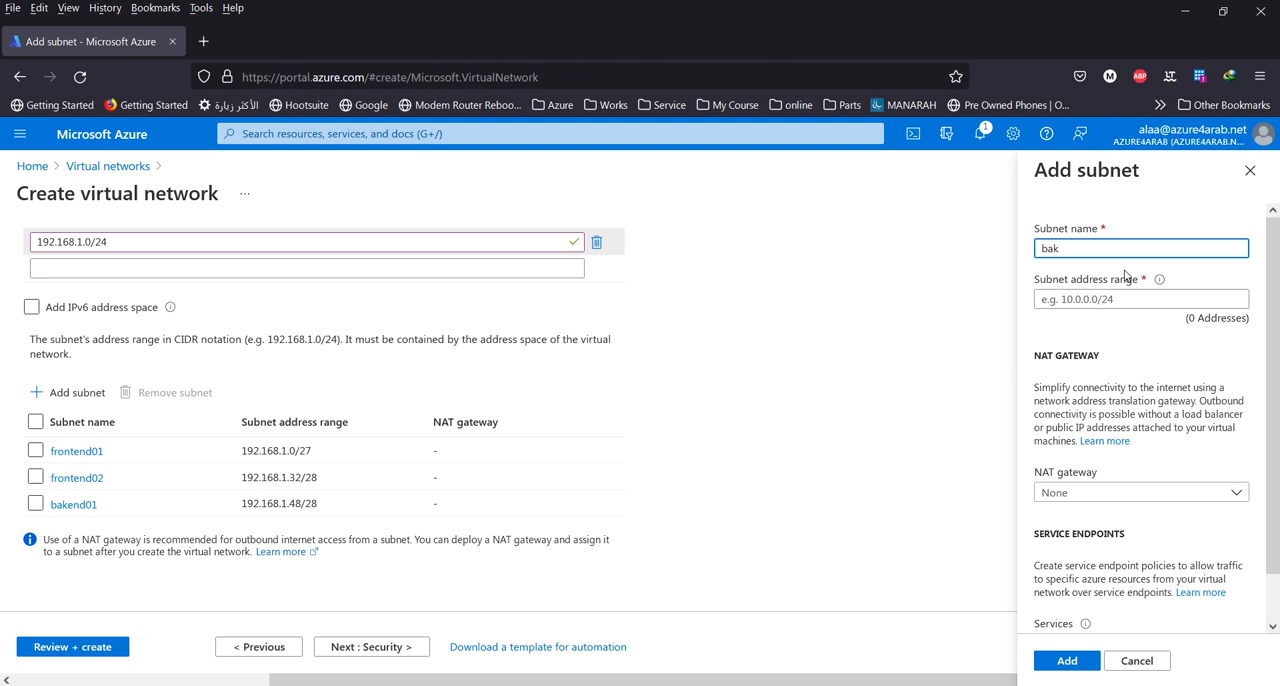 File Edit View History Bookmarks Tools Help
Add subnet - Microsoft Azure
https://portal.azure.com/#create/Microsoft.VirtualNetwork
Getting Started Getting Started الأكثر زيارة Hootsuite Google Modem Router Reboo... Azure Works Service My Course online Parts MANARAH Pre Owned Phones | O... Other Bookmarks
Microsoft Azure
Search resources, services, and docs (G+/)
1
alaa@azure4arab.net
AZURE4ARAB (AZURE4ARAB.N...
Home > Virtual networks >
Create virtual network ...
192.168.1.0/24
Add IPv6 address space
The subnet's address range in CIDR notation (e.g. 192.168.1.0/24). It must be contained by the address space of the virtual
network.
+ Add subnet Remove subnet
Subnet name Subnet address range NAT gateway
frontend01 192.168.1.0/27 -
frontend02 192.168.1.32/28 -
bakend01 192.168.1.48/28 -
Use of a NAT gateway is recommended for outbound internet access from a subnet. You can deploy a NAT gateway and assign it
to a subnet after you create the virtual network. Learn more
Review + create < Previous Next : Security > Download a template for automation
Add subnet
Subnet name *
bak
Subnet address range *
e.g. 10.0.0.0/24
(0 Addresses)
NAT GATEWAY
Simplify connectivity to the internet using a
network address translation gateway. Outbound
connectivity is possible without a load balancer
or public IP addresses attached to your virtual
machines. Learn more
NAT gateway
None
SERVICE ENDPOINTS
Create service endpoint policies to allow traffic
to specific azure resources from your virtual
network over service endpoints. Learn more
Services
Add Cancel